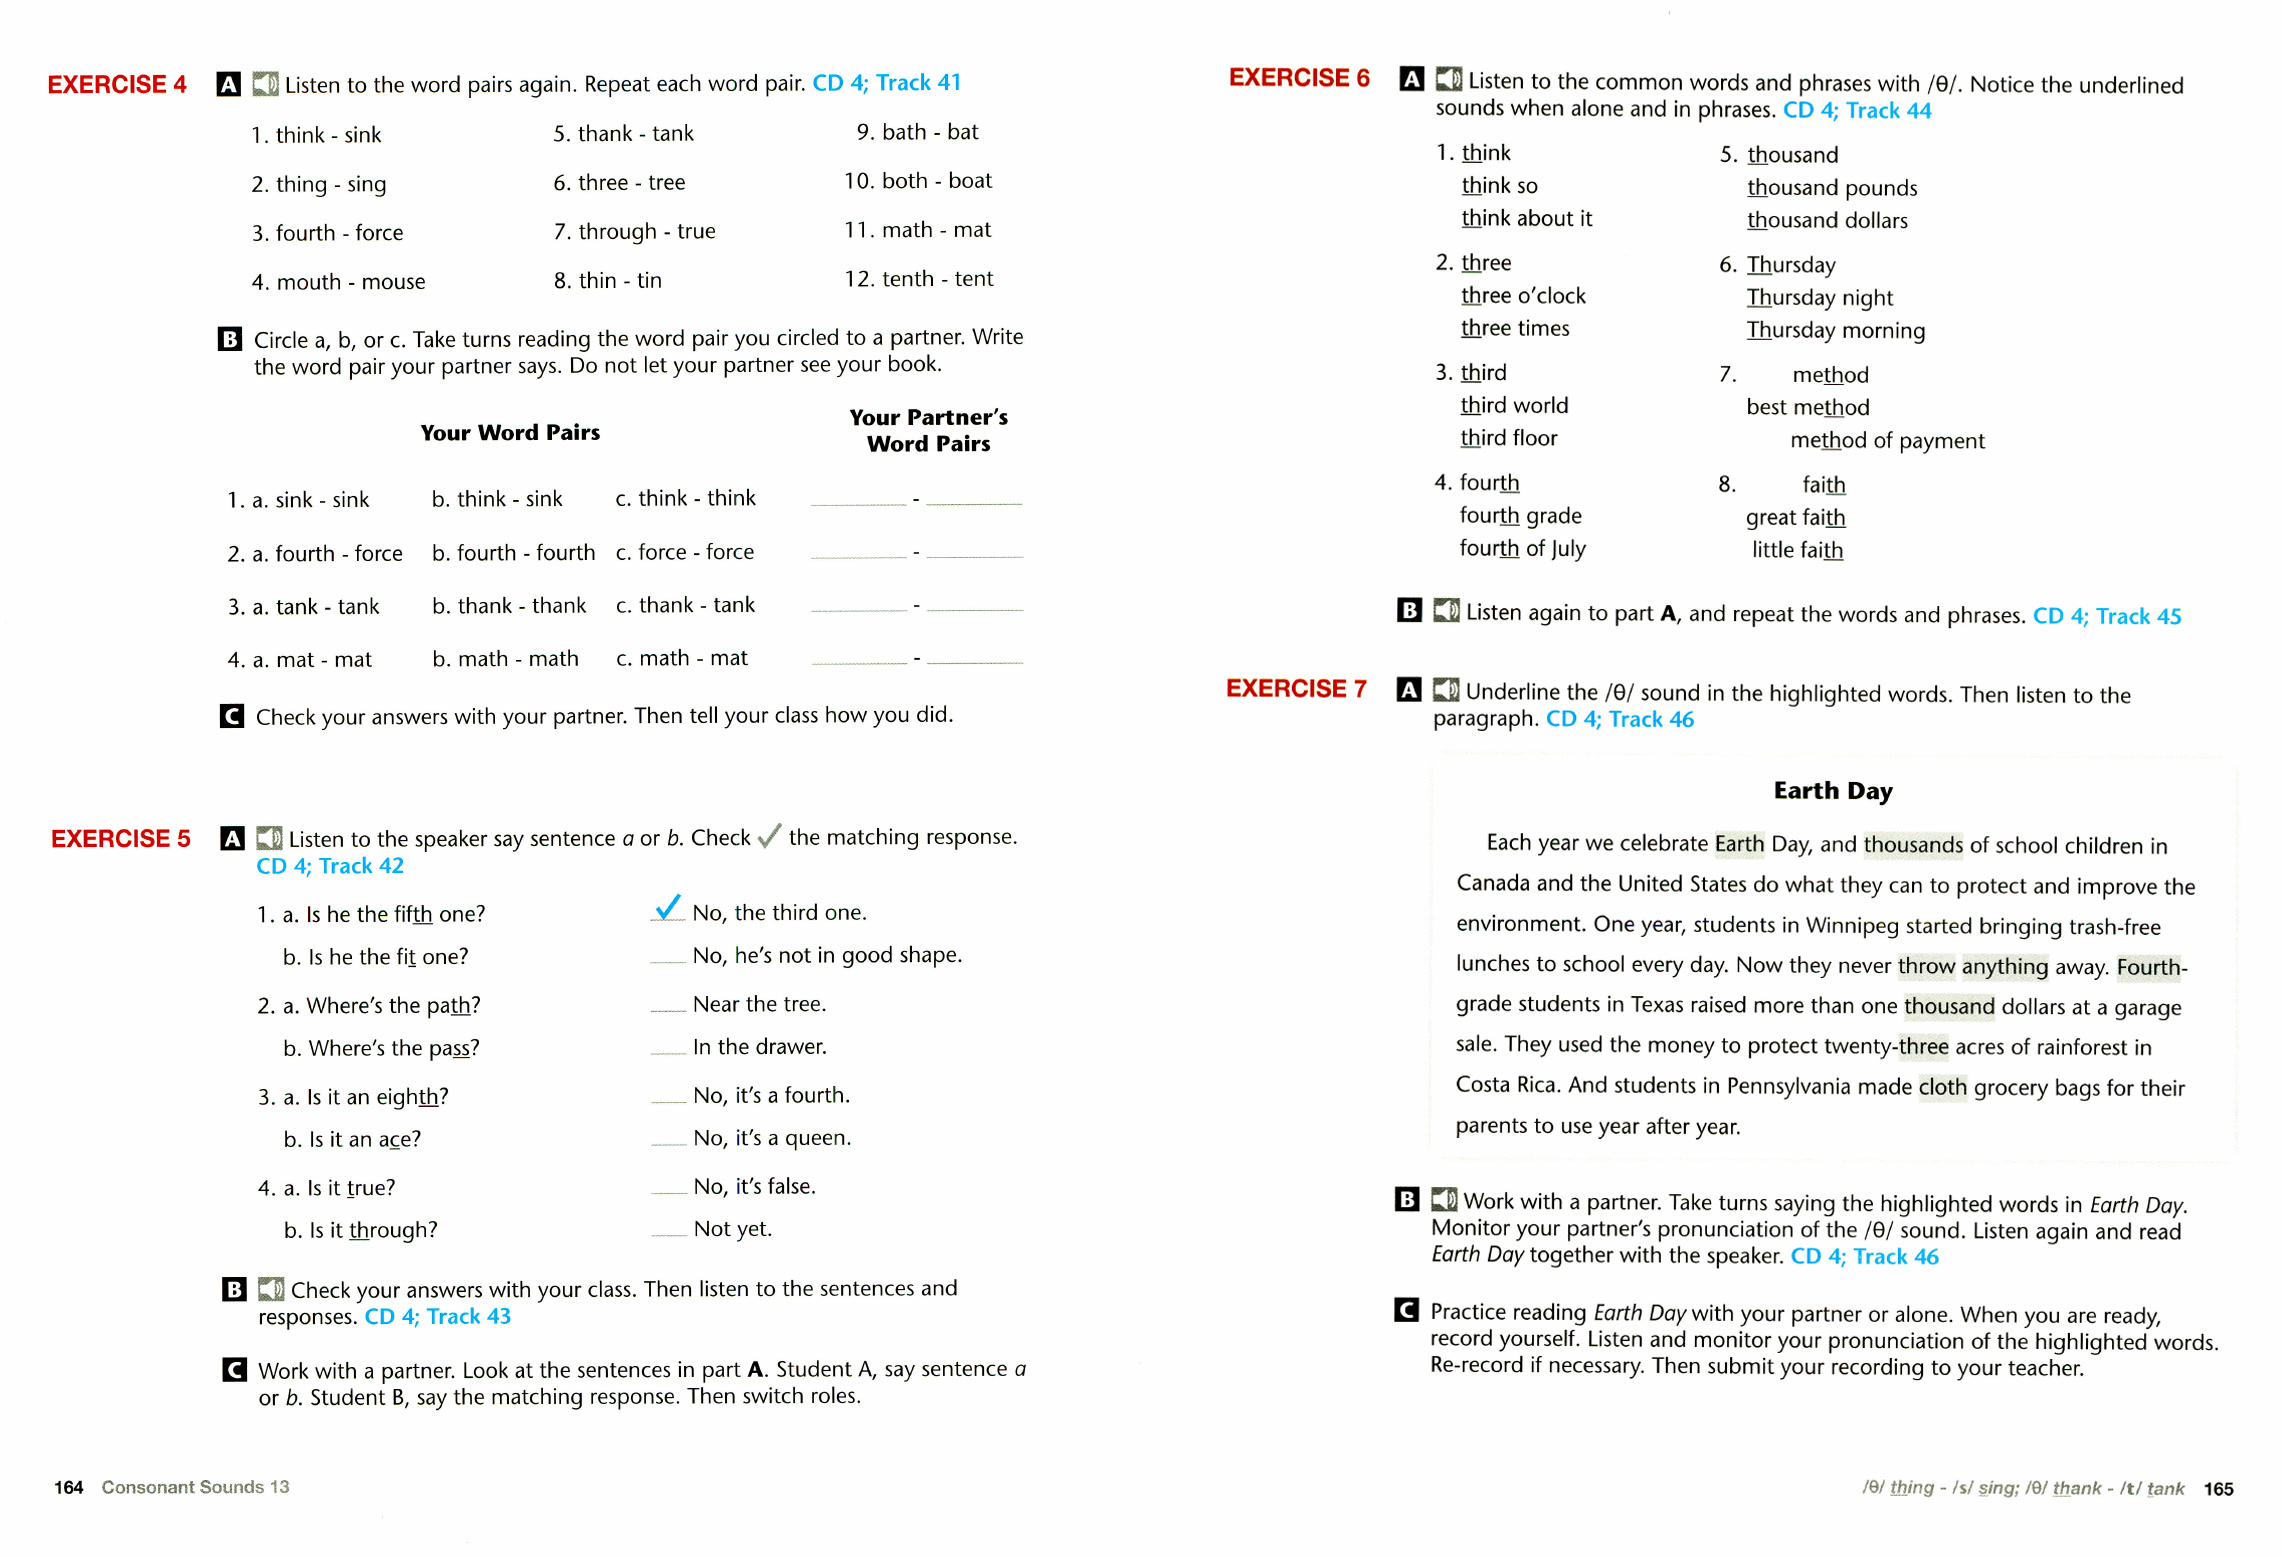 EXERCISE 4 A Listen to the word pairs again. Repeat each word pair. CD 4; Track 41
1. think - sink 5. thank - tank 9. bath - bat
2. thing - sing 6. three - tree 10. both - boat
3. fourth - force 7. through - true 11. math - mat
4. mouth - mouse 8. thin - tin 12. tenth - tent
B Circle a, b, or c. Take turns reading the word pair you circled to a partner. Write
the word pair your partner says. Do not let your partner see your book.
Your Word Pairs
Your Partner's
Word Pairs
1. a. sink - sink b. think - sink c. think - think ____ - ____
2. a. fourth - force b. fourth - fourth c. force - force ____ - ____
3. a. tank - tank b. thank - thank c. thank - tank ____ - ____
4. a. mat - mat b. math - math c. math - mat ____ - ____
C Check your answers with your partner. Then tell your class how you did.
EXERCISE 5 A Listen to the speaker say sentence a or b. Check ✓ the matching response.
CD 4; Track 42
1. a. Is he the fifth one? ✓ No, the third one.
b. Is he the fit one? ___ No, he's not in good shape.
2. a. Where's the path? ___ Near the tree.
b. Where's the pass? ___ In the drawer.
3. a. Is it an eighth? ___ No, it's a fourth.
b. Is it an ace? ___ No, it's a queen.
4. a. Is it true? ___ No, it's false.
b. Is it through? ___ Not yet.
B Check your answers with your class. Then listen to the sentences and
responses. CD 4; Track 43
C Work with a partner. Look at the sentences in part A. Student A, say sentence a
or b. Student B, say the matching response. Then switch roles.
164 Consonant Sounds 13
EXERCISE 6 A Listen to the common words and phrases with /θ/. Notice the underlined
sounds when alone and in phrases. CD 4; Track 44
1. think
think so
think about it
2. three
three o'clock
three times
3. third
third world
third floor
4. fourth
fourth grade
fourth of July
5. thousand
thousand pounds
thousand dollars
6. Thursday
Thursday night
Thursday morning
7. method
best method
method of payment
8. faith
great faith
little faith
B Listen again to part A, and repeat the words and phrases. CD 4; Track 45
EXERCISE 7 A Underline the /θ/ sound in the highlighted words. Then listen to the
paragraph. CD 4; Track 46
Earth Day
Each year we celebrate Earth Day, and thousands of school children in
Canada and the United States do what they can to protect and improve the
environment. One year, students in Winnipeg started bringing trash-free
lunches to school every day. Now they never throw anything away. Fourth-
grade students in Texas raised more than one thousand dollars at a garage
sale. They used the money to protect twenty-three acres of rainforest in
Costa Rica. And students in Pennsylvania made cloth grocery bags for their
parents to use year after year.
B Work with a partner. Take turns saying the highlighted words in Earth Day.
Monitor your partner's pronunciation of the /θ/ sound. Listen again and read
Earth Day together with the speaker. CD 4; Track 46
C Practice reading Earth Day with your partner or alone. When you are ready,
record yourself. Listen and monitor your pronunciation of the highlighted words.
Re-record if necessary. Then submit your recording to your teacher.
/θ/ thing - /s/ sing; /θ/ thank - /t/ tank 165